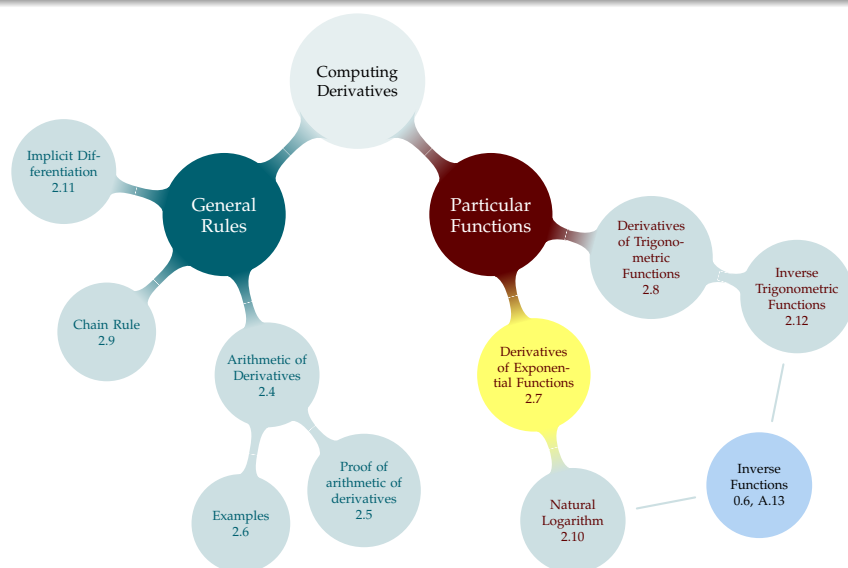 Computing
Derivatives
Implicit Dif-
ferentiation
2.11
General
Rules
Particular
Functions
Derivatives
of Trigono-
metric
Functions
2.8
Inverse
Trigonometric
Functions
2.12
Chain Rule
2.9
Arithmetic of
Derivatives
2.4
Derivatives
of Exponen-
tial Functions
2.7
Proof of
arithmetic of
derivatives
2.5
Examples
2.6
Natural
Logarithm
2.10
Inverse
Functions
0.6, A.13